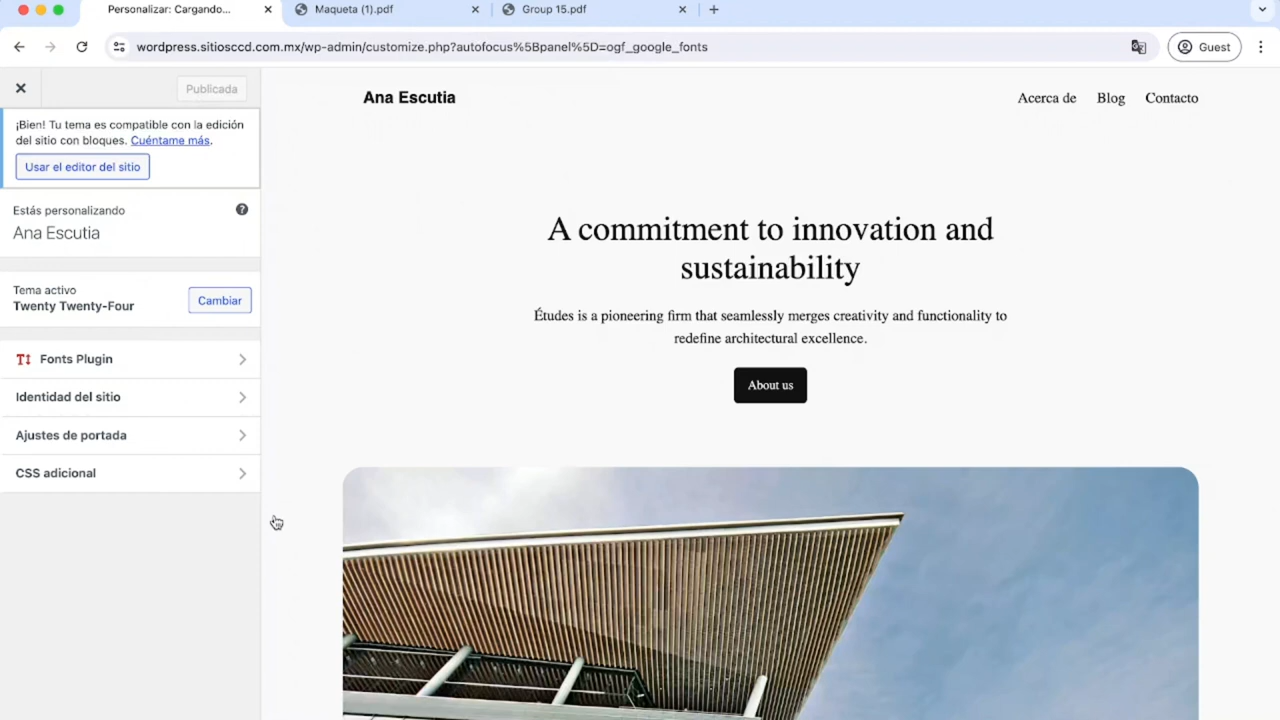 Personalizar: Cargando...
Maqueta (1).pdf
Group 15.pdf
wordpress.sitiosccd.com.mx/wp-admin/customize.php?autofocus%5Bpanel%5D=ogf_google_fonts
Guest
Publicada
¡Bien! Tu tema es compatible con la edición
del sitio con bloques. Cuéntame más.
Usar el editor del sitio
Estás personalizando
Ana Escutia
Tema activo
Twenty Twenty-Four
Cambiar
Fonts Plugin
Identidad del sitio
Ajustes de portada
CSS adicional
Ana Escutia
Acerca de
Blog
Contacto
A commitment to innovation and
sustainability
Études is a pioneering firm that seamlessly merges creativity and functionality to
redefine architectural excellence.
About us